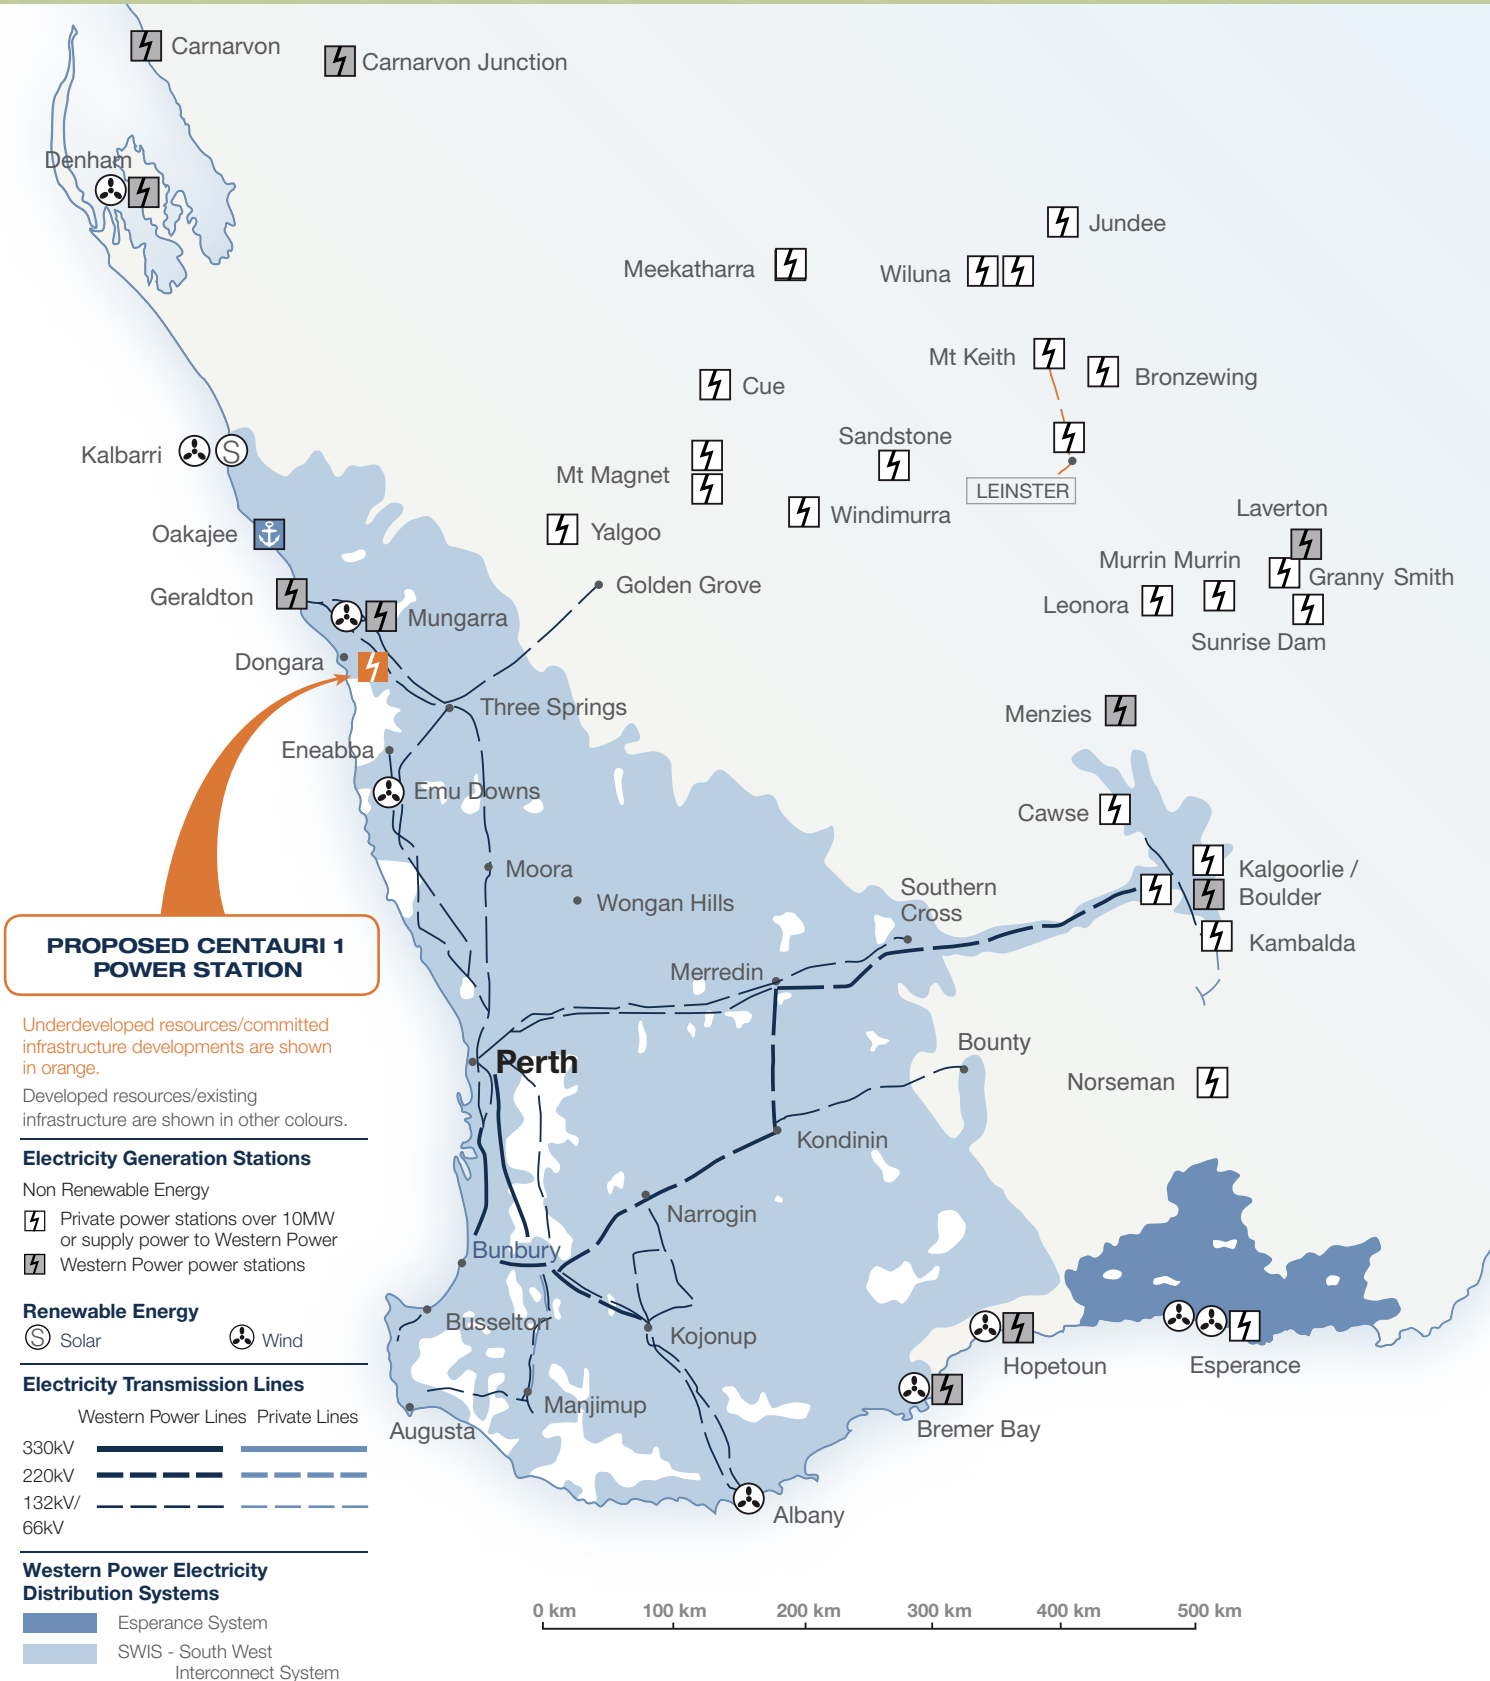 Carnarvon
Carnarvon Junction
Denham
Jundee
Meekatharra
Wiluna
Mt Keith
Bronzewing
Cue
Sandstone
Kalbarri
S
Mt Magnet
LEINSTER
Windimurra
Laverton
Oakajee
Yalgoo
Murrin Murrin
Granny Smith
Golden Grove
Geraldton
Leonora
Mungarra
Sunrise Dam
Dongara
Three Springs
Menzies
Eneabba
Emu Downs
Cawse
Moora
Kalgoorlie /
Boulder
Southern
Cross
Wongan Hills
Kambalda
PROPOSED CENTAURI 1
POWER STATION
Merredin
Underdeveloped resources/committed
infrastructure developments are shown
in orange.
Perth
Bounty
Norseman
Developed resources/existing
infrastructure are shown in other colours.
Kondinin
Electricity Generation Stations
Non Renewable Energy
Private power stations over 10MW
or supply power to Western Power
Western Power power stations
Narrogin
Bunbury
Renewable Energy
S Solar
Wind
Busselton
Kojonup
Hopetoun
Esperance
Electricity Transmission Lines
Western Power Lines Private Lines
330kV
220kV
132kV/
66kV
Manjimup
Augusta
Bremer Bay
Albany
Western Power Electricity
Distribution Systems
Esperance System
SWIS - South West
Interconnect System
0 km 100 km 200 km 300 km 400 km 500 km